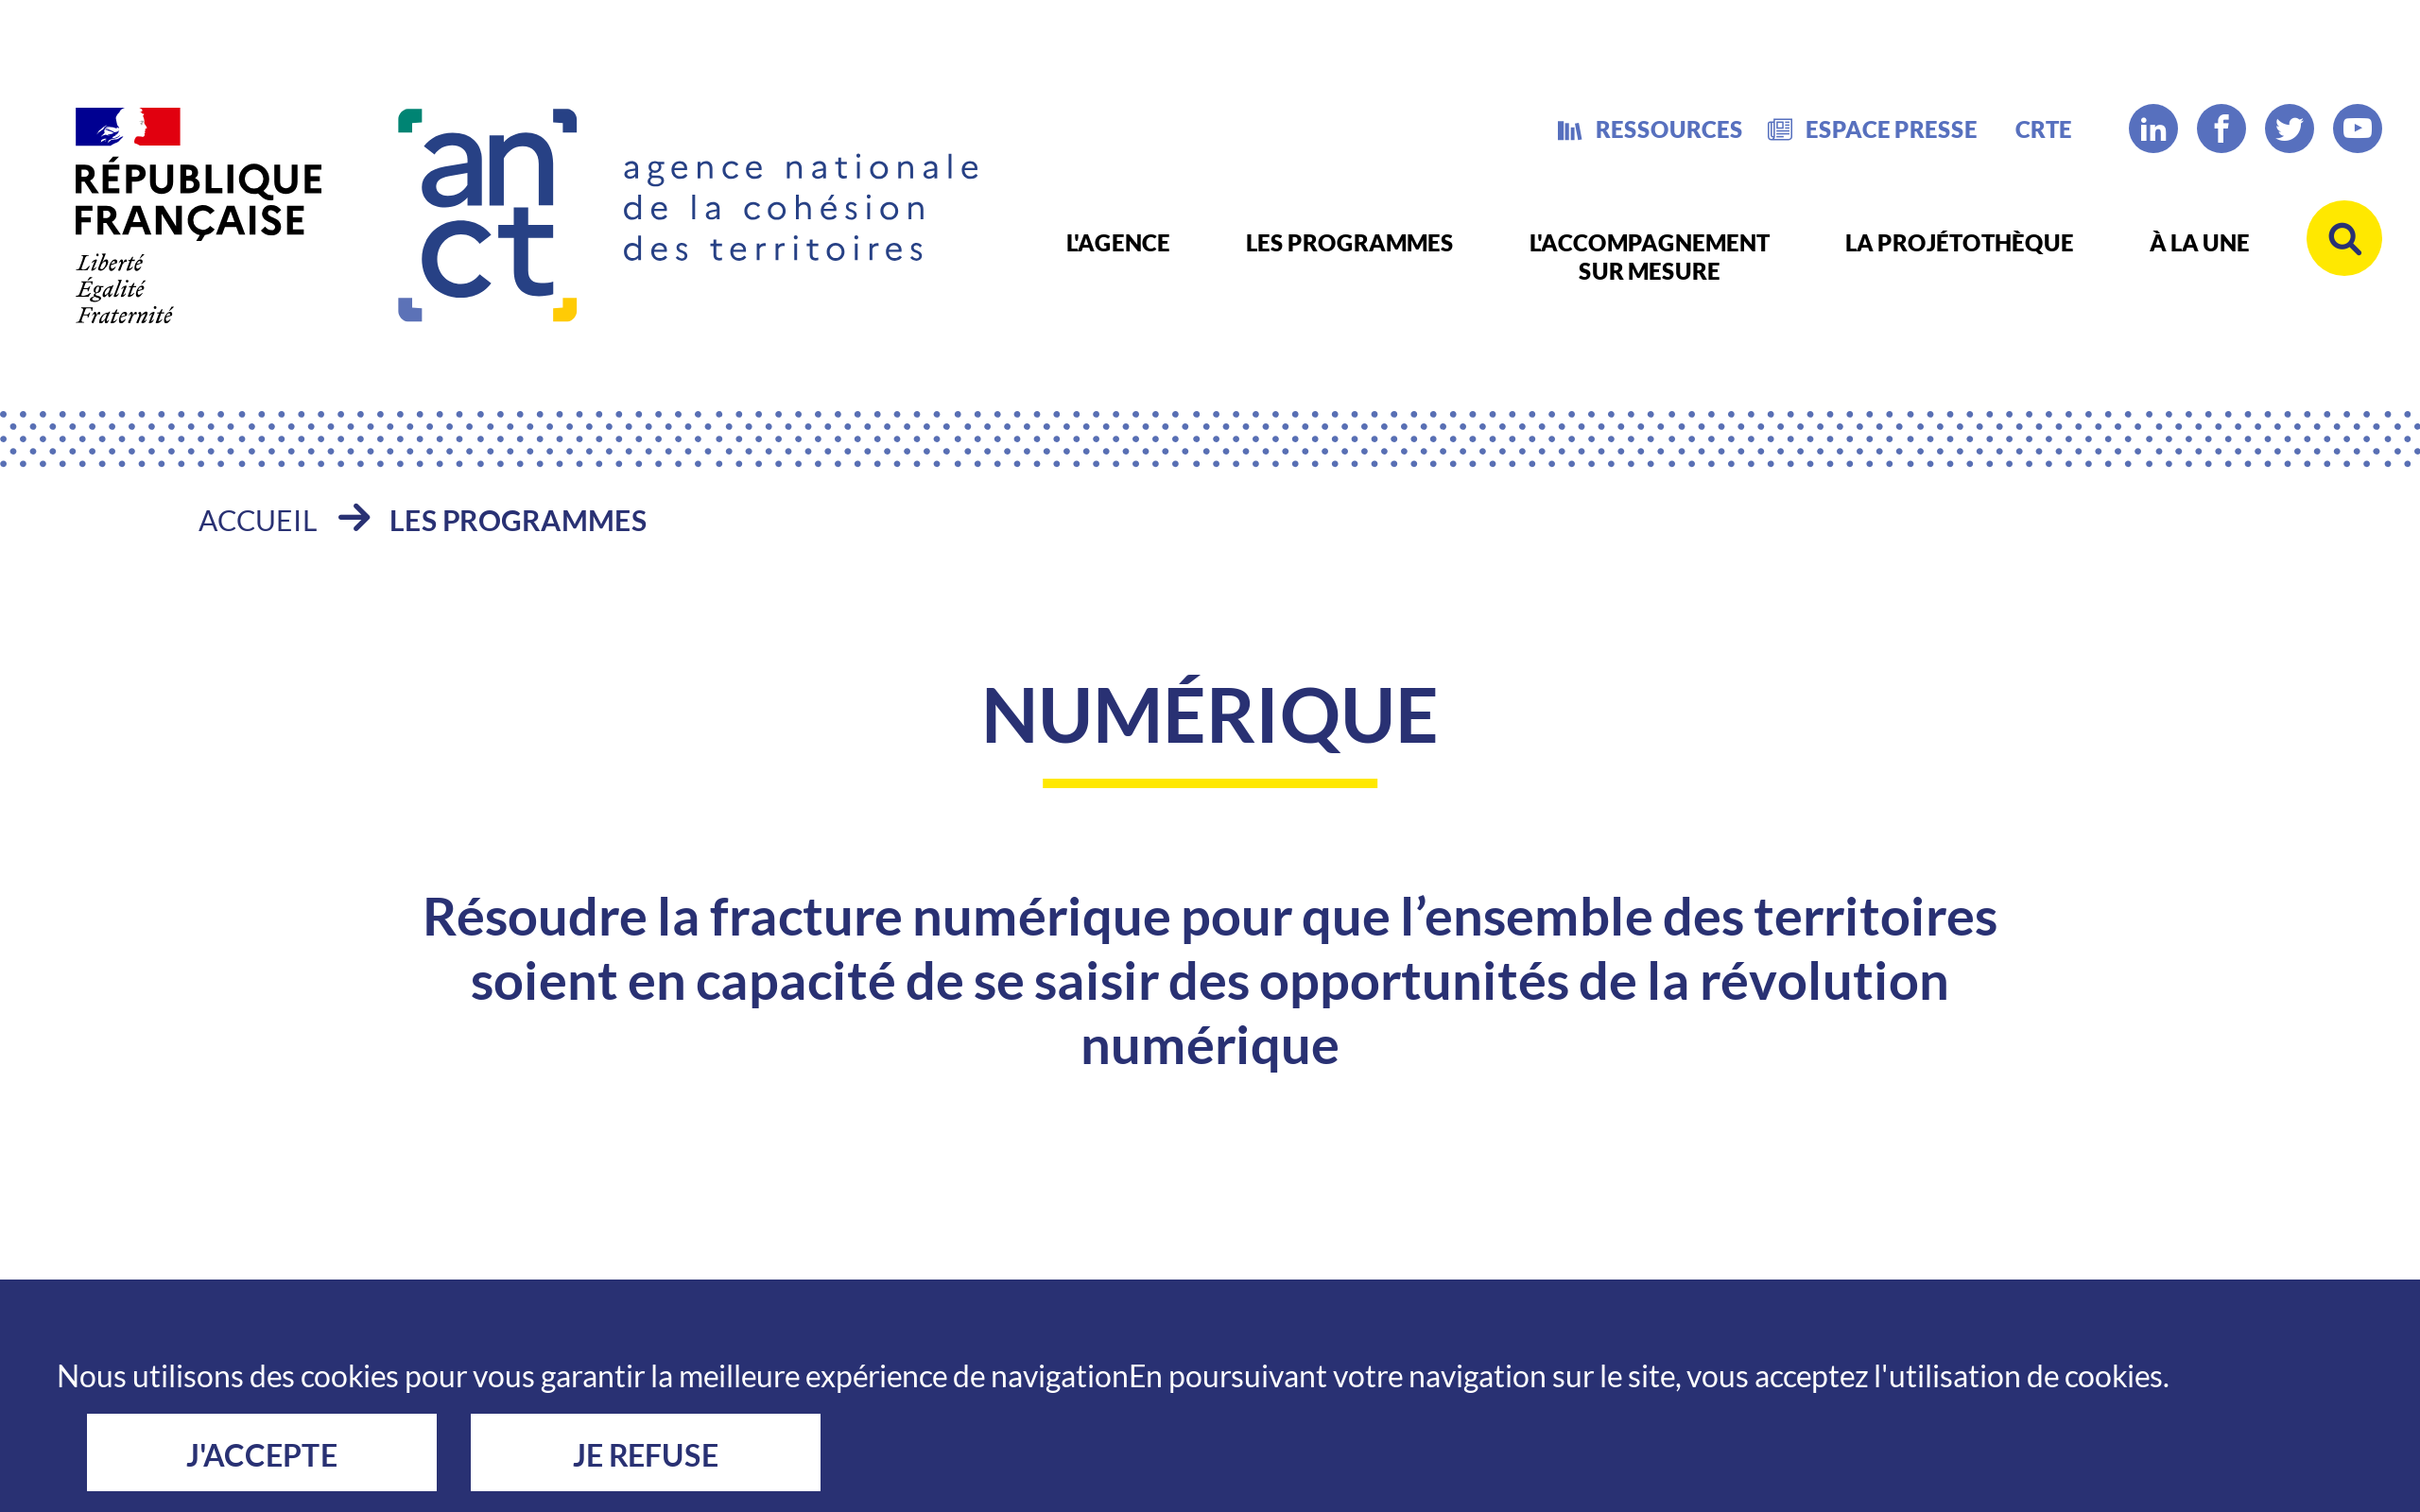 RÉPUBLIQUE
FRANÇAISE
Liberté
Égalité
Fraternité
anct
agence nationale
de la cohésion
des territoires
RESSOURCES
ESPACE PRESSE
CRTE
L'AGENCE
LES PROGRAMMES
L'ACCOMPAGNEMENT
SUR MESURE
LA PROJÉTOTHÈQUE
À LA UNE
ACCUEIL
LES PROGRAMMES
NUMÉRIQUE
Résoudre la fracture numérique pour que l’ensemble des territoires
soient en capacité de se saisir des opportunités de la révolution
numérique
Nous utilisons des cookies pour vous garantir la meilleure expérience de navigationEn poursuivant votre navigation sur le site, vous acceptez l'utilisation de cookies.
J'ACCEPTE
JE REFUSE